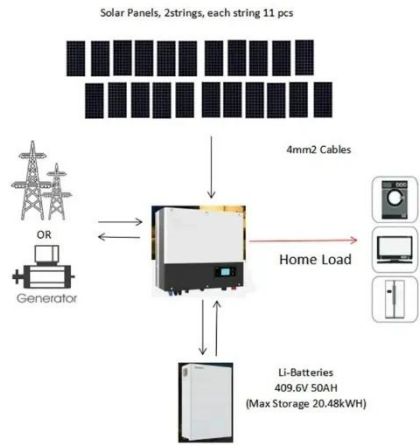 Solar Panels, 2strings, each string 11 pcs
4mm2 Cables
OR
Generator
Home Load
Li-Batteries
409.6V 50AH
(Max Storage 20.48kWH)